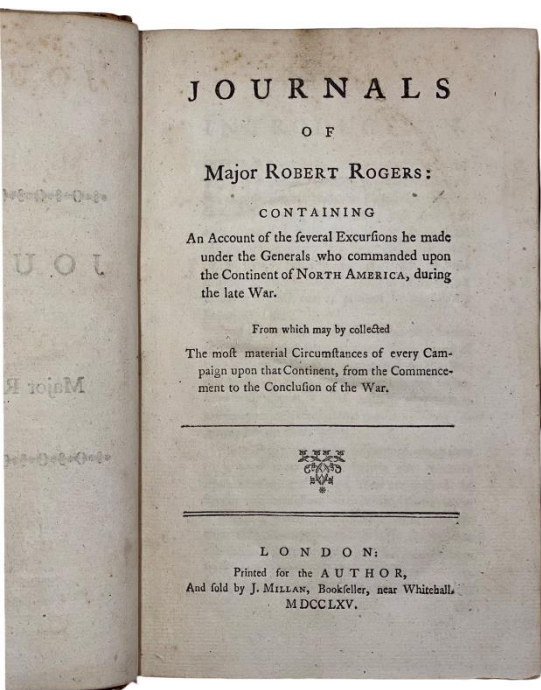 JOURNALS
OF
Major ROBERT ROGERS:
CONTAINING
An Account of the ſeveral Excurſions he made
under the Generals who commanded upon
the Continent of NORTH AMERICA, during
the late War.
From which may by collected
The moſt material Circumſtances of every Cam-
paign upon that Continent, from the Commence-
ment to the Concluſion of the War.
LONDON:
Printed for the AUTHOR,
And ſold by J. MILLAN, Bookſeller, near Whitehall.
MDCCLXV.